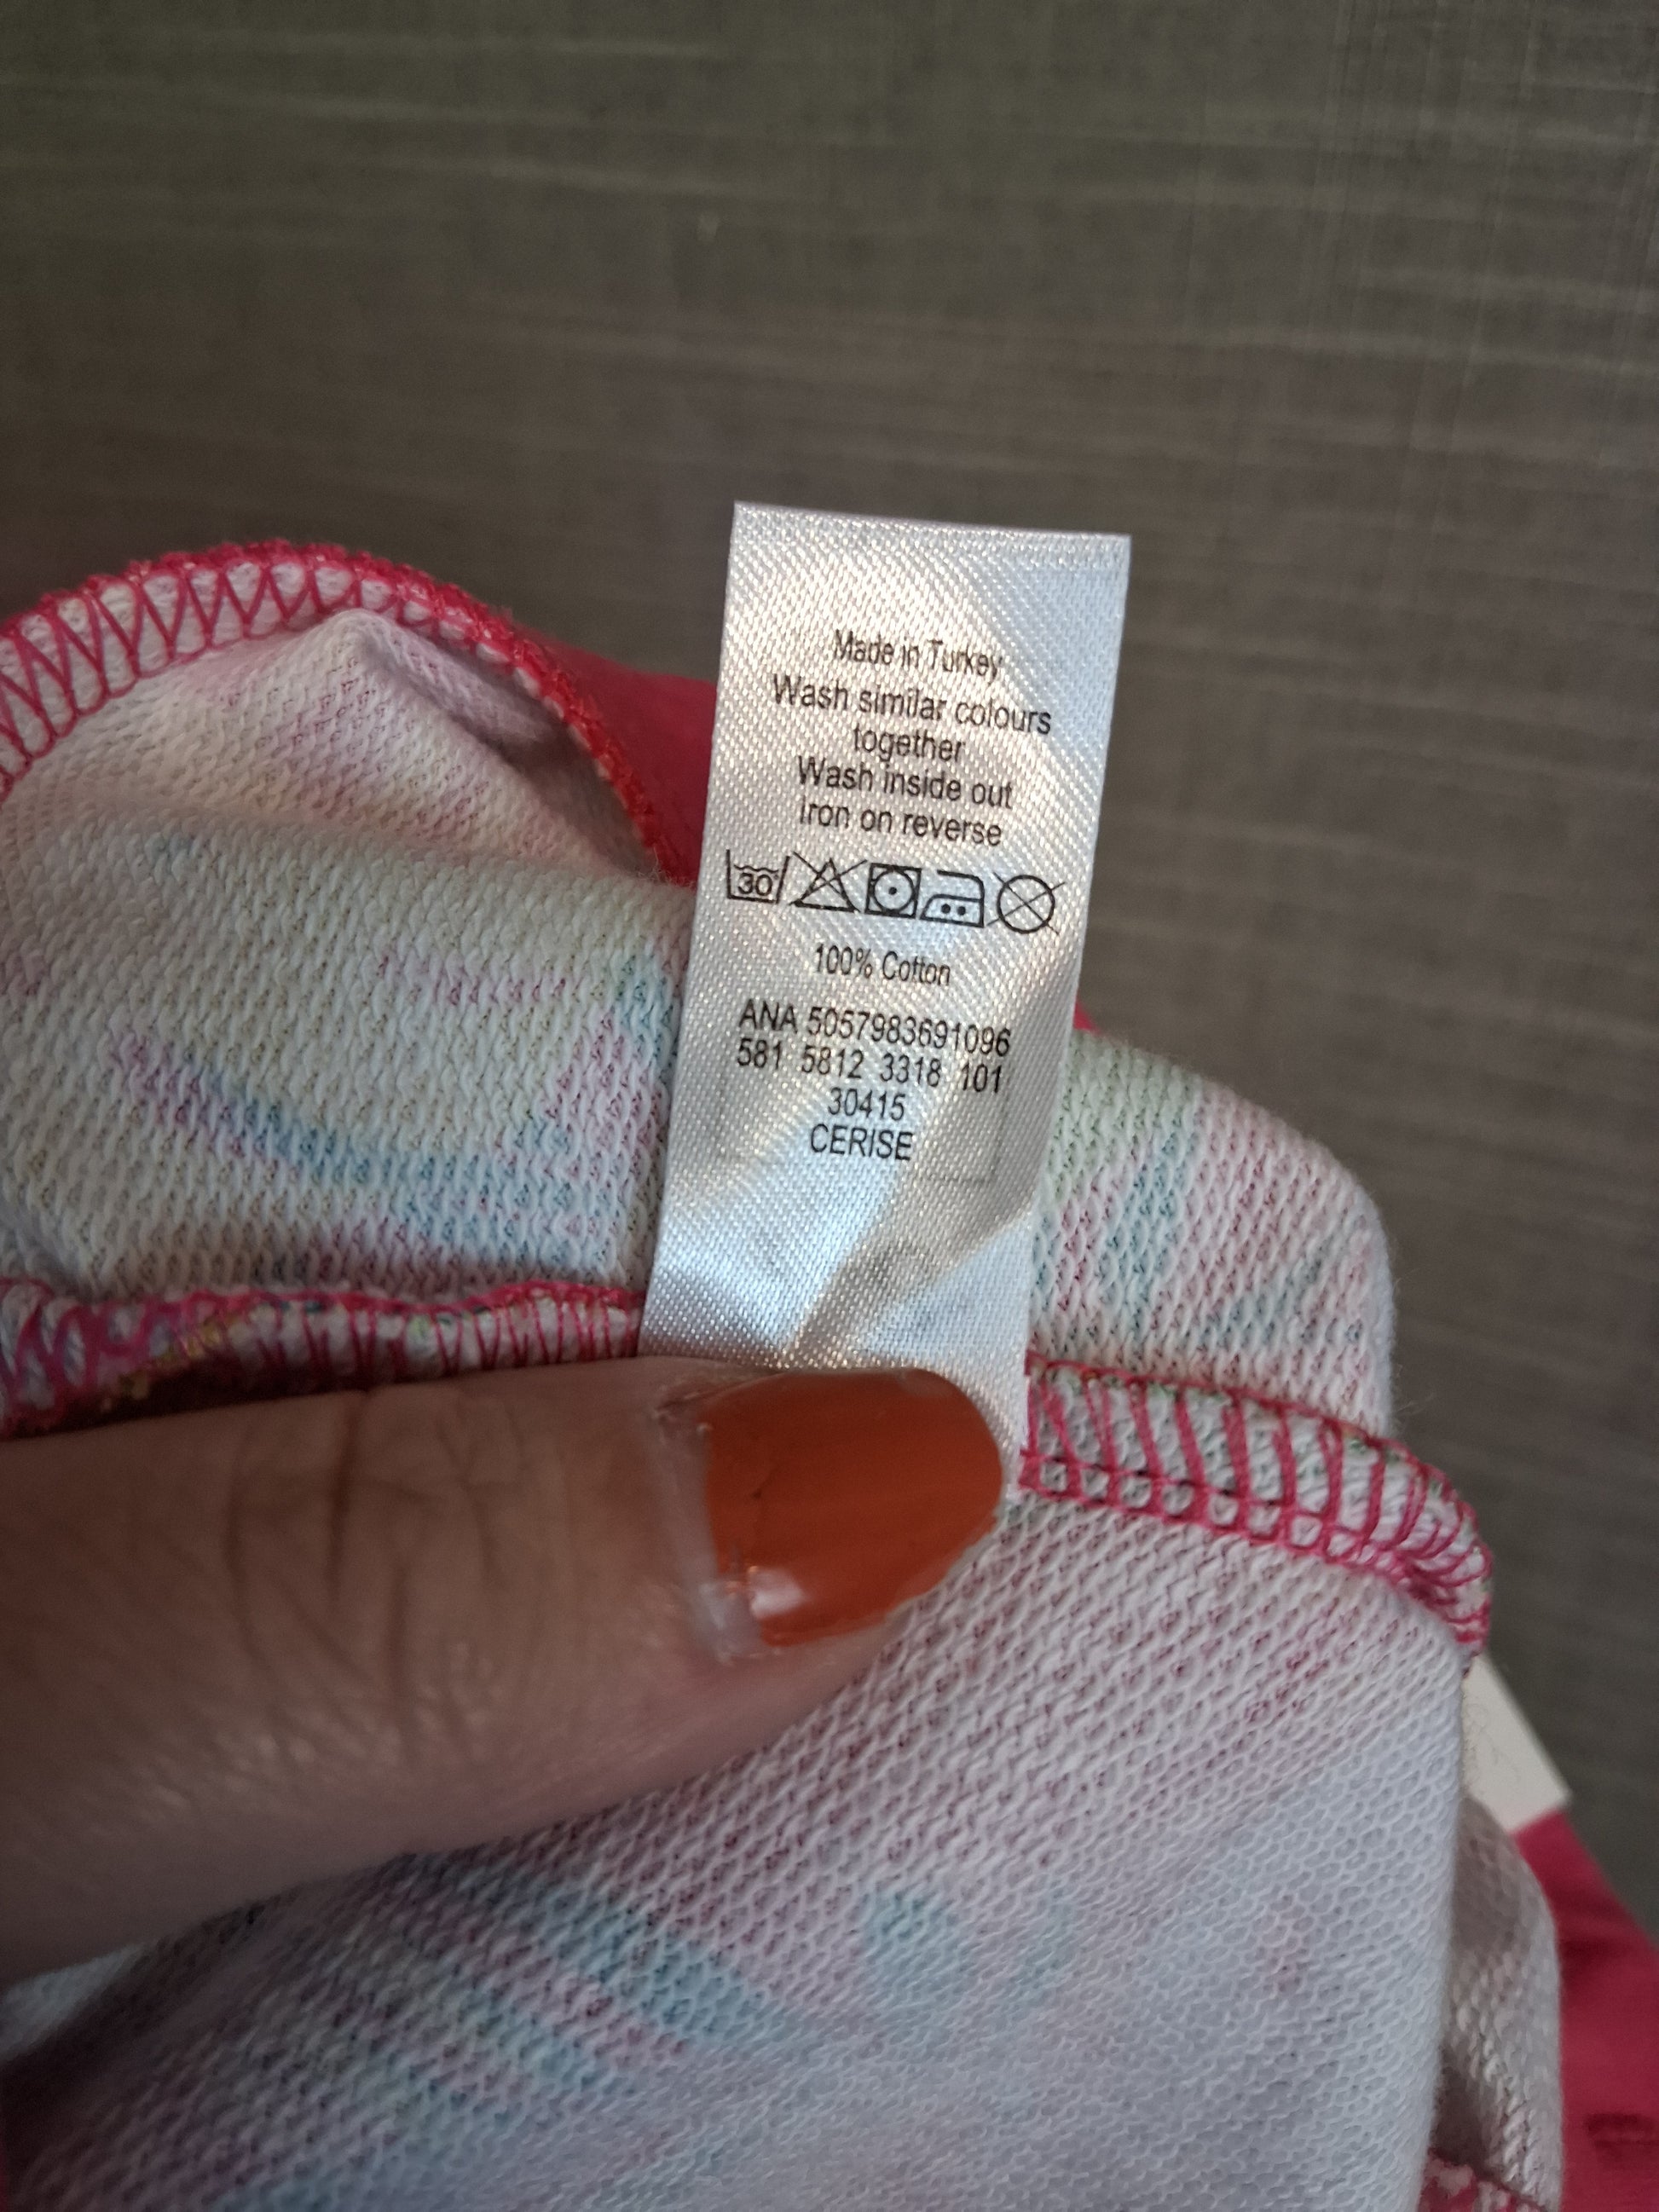 Made in Turkey
Wash similar colours
together
Wash inside out
Iron on reverse
30
100% Cotton
ANA 5057983691096
581 5812 3318 101
30415
CERISE